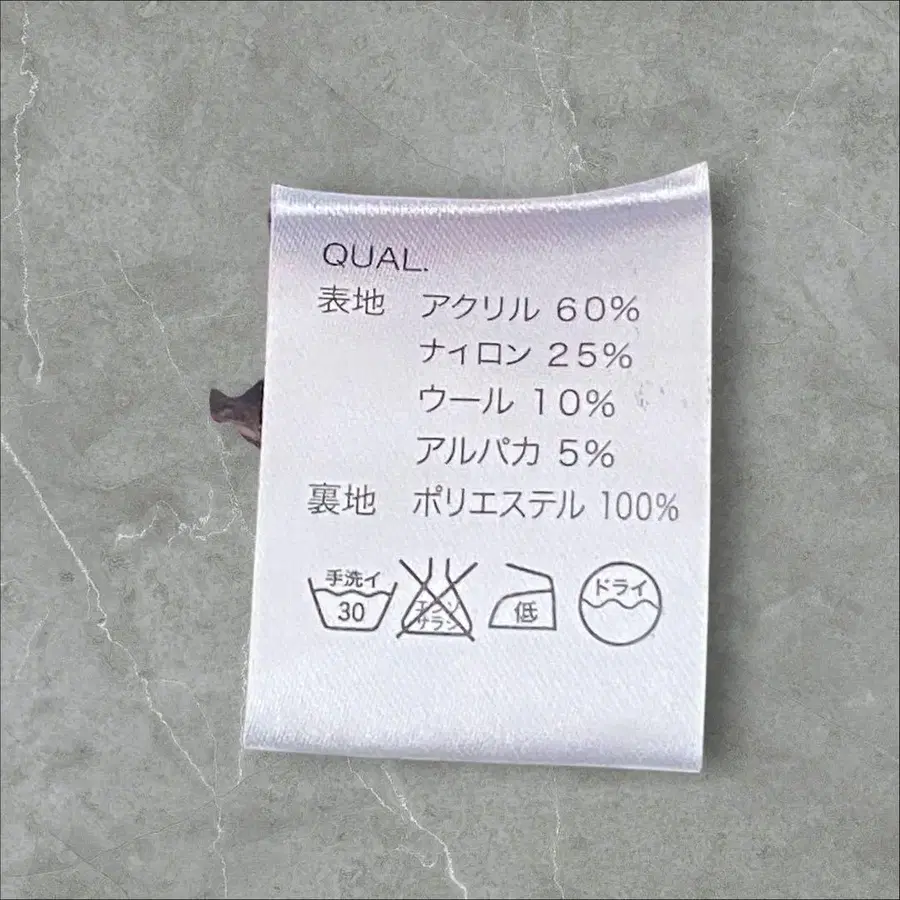 QUAL.
表地 アクリル 60%
ナイロン 25%
ウール 10%
アルパカ 5%
裏地 ポリエステル 100%
手洗イ 30
エンソ
サラシ
低
ドライ